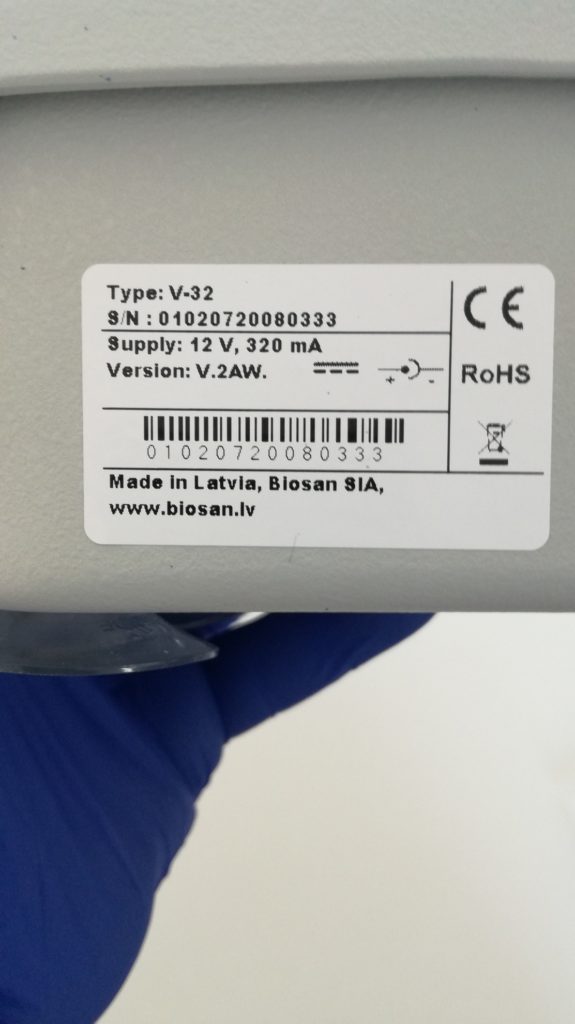 Type: V-32
S/N : 01020720080333
Supply: 12 V, 320 mA
Version: V.2AW.
+ -
CE
RoHS
01020720080333
Made in Latvia, Biosan SIA,
www.biosan.lv